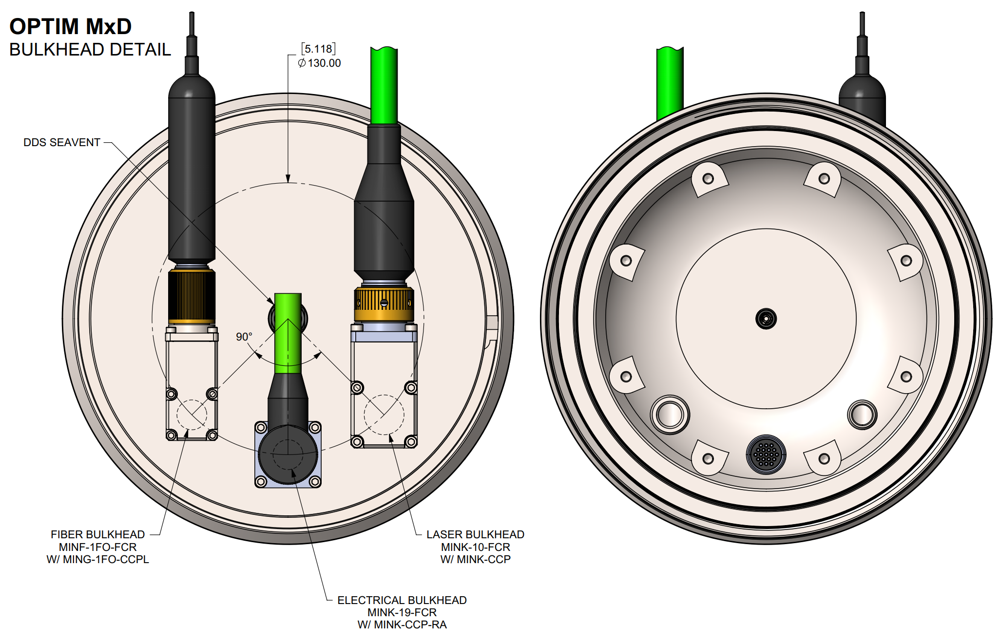 OPTIM MxD
BULKHEAD DETAIL
[5.118]
Ø 130.00
DDS SEAVENT
90°
FIBER BULKHEAD
MINF-1FO-FCR
W/ MING-1FO-CCPL
LASER BULKHEAD
MINK-10-FCR
W/ MINK-CCP
ELECTRICAL BULKHEAD
MINK-19-FCR
W/ MINK-CCP-RA